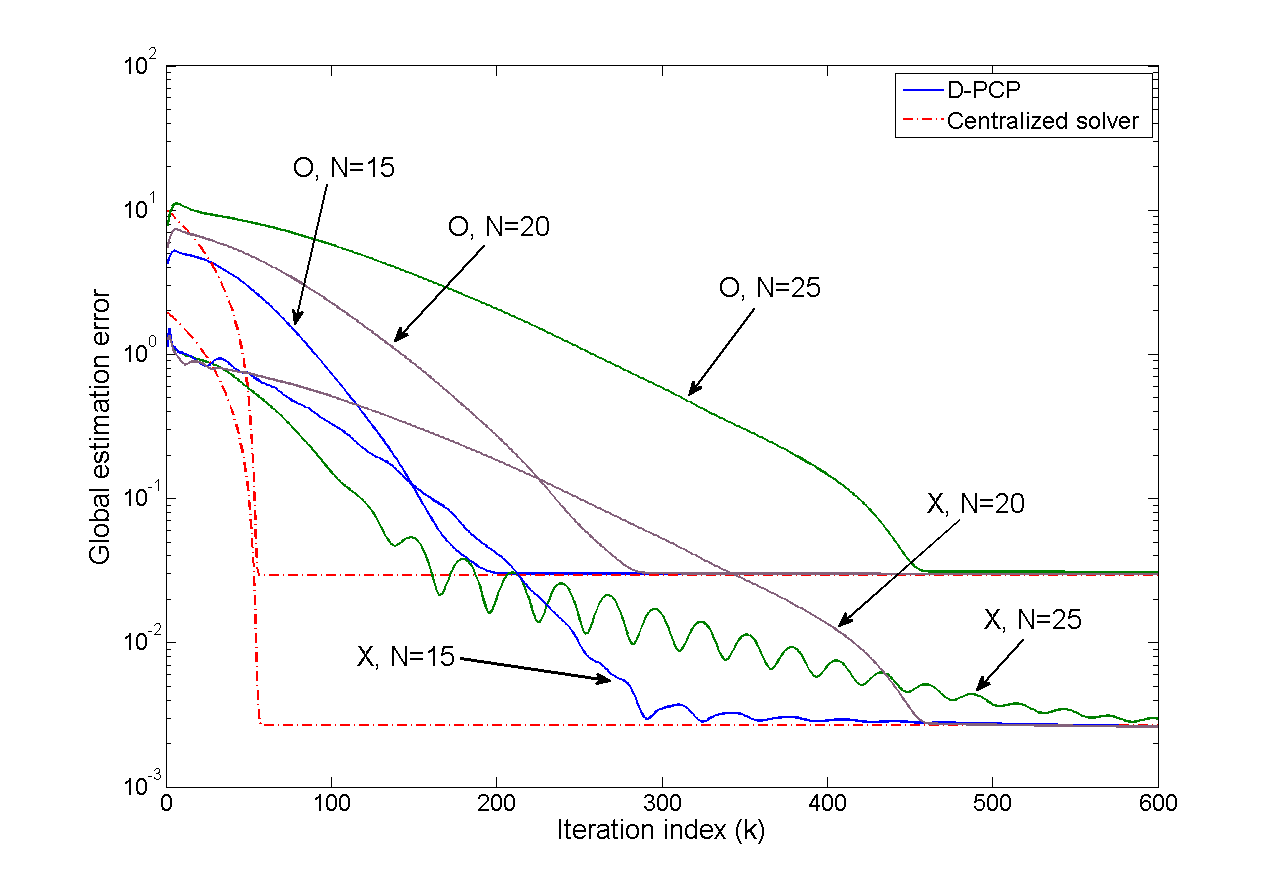 10^2
D-PCP
Centralized solver
O, N=15
10^1
O, N=20
O, N=25
Global estimation error
10^0
10^-1
X, N=20
10^-2
X, N=25
X, N=15
10^-3
0 100 200 300 400 500 600
Iteration index (k)